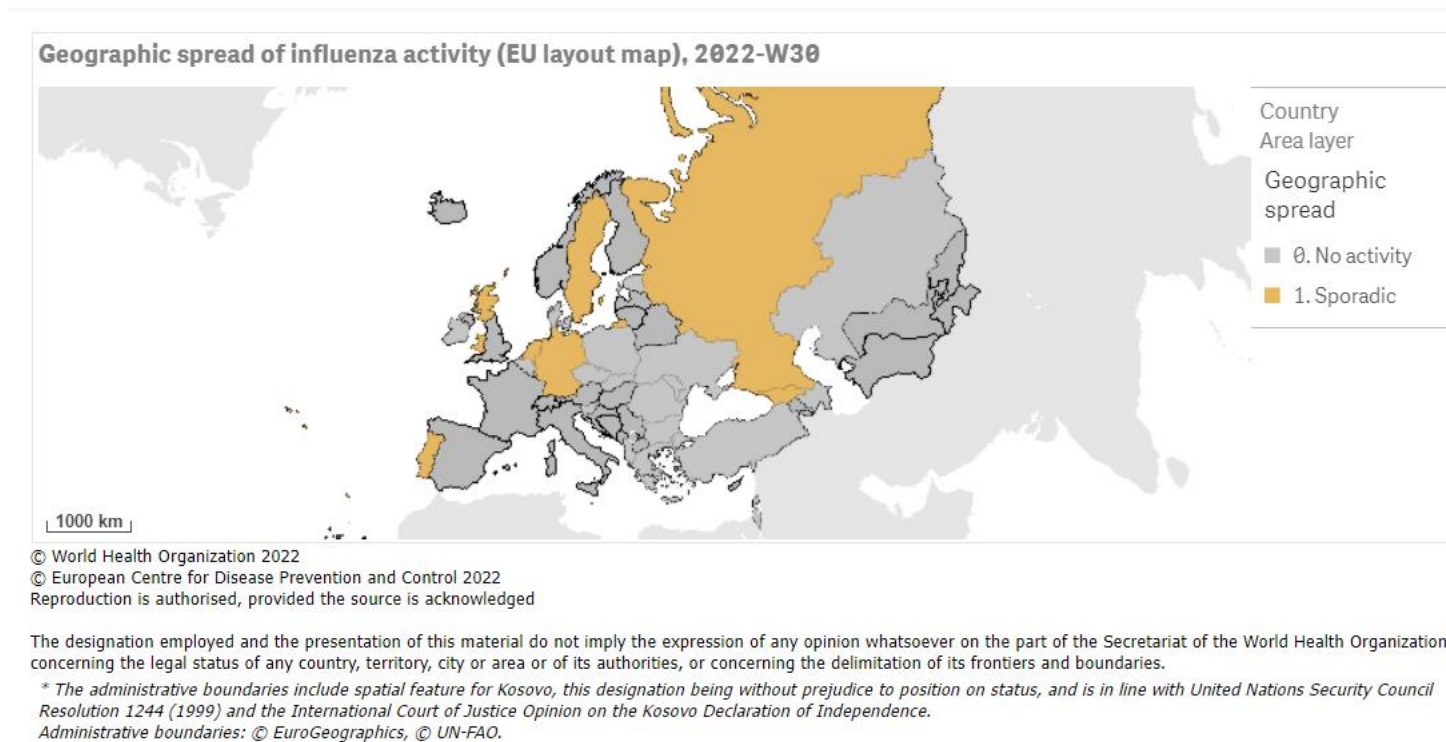 Geographic spread of influenza activity (EU layout map), 2022-W30
Country
Area layer
Geographic
spread
0. No activity
1. Sporadic
1000 km
© World Health Organization 2022
© European Centre for Disease Prevention and Control 2022
Reproduction is authorised, provided the source is acknowledged
The designation employed and the presentation of this material do not imply the expression of any opinion whatsoever on the part of the Secretariat of the World Health Organization
concerning the legal status of any country, territory, city or area or of its authorities, or concerning the delimitation of its frontiers and boundaries.
* The administrative boundaries include spatial feature for Kosovo, this designation being without prejudice to position on status, and is in line with United Nations Security Council
Resolution 1244 (1999) and the International Court of Justice Opinion on the Kosovo Declaration of Independence.
Administrative boundaries: © EuroGeographics, © UN-FAO.